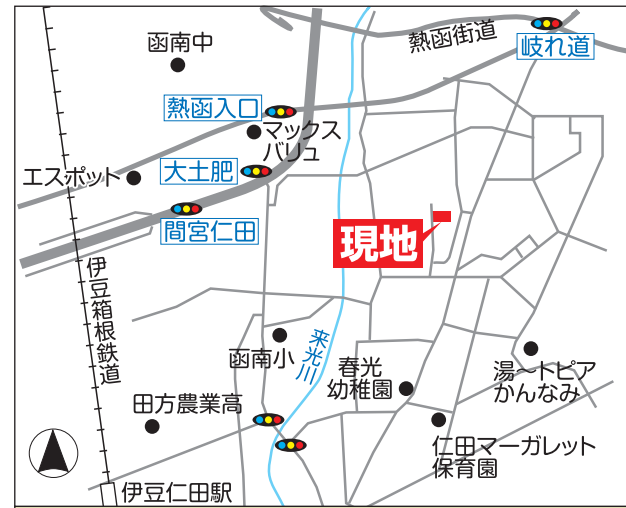 函南中
熱函街道
岐れ道
熱函入口
マックス
バリュ
エスポット
大土肥
間宮仁田
現地
伊豆箱根鉄道
来光川
函南小
春光
幼稚園
湯〜トピア
かんなみ
田方農業高
仁田マーガレット
保育園
伊豆仁田駅